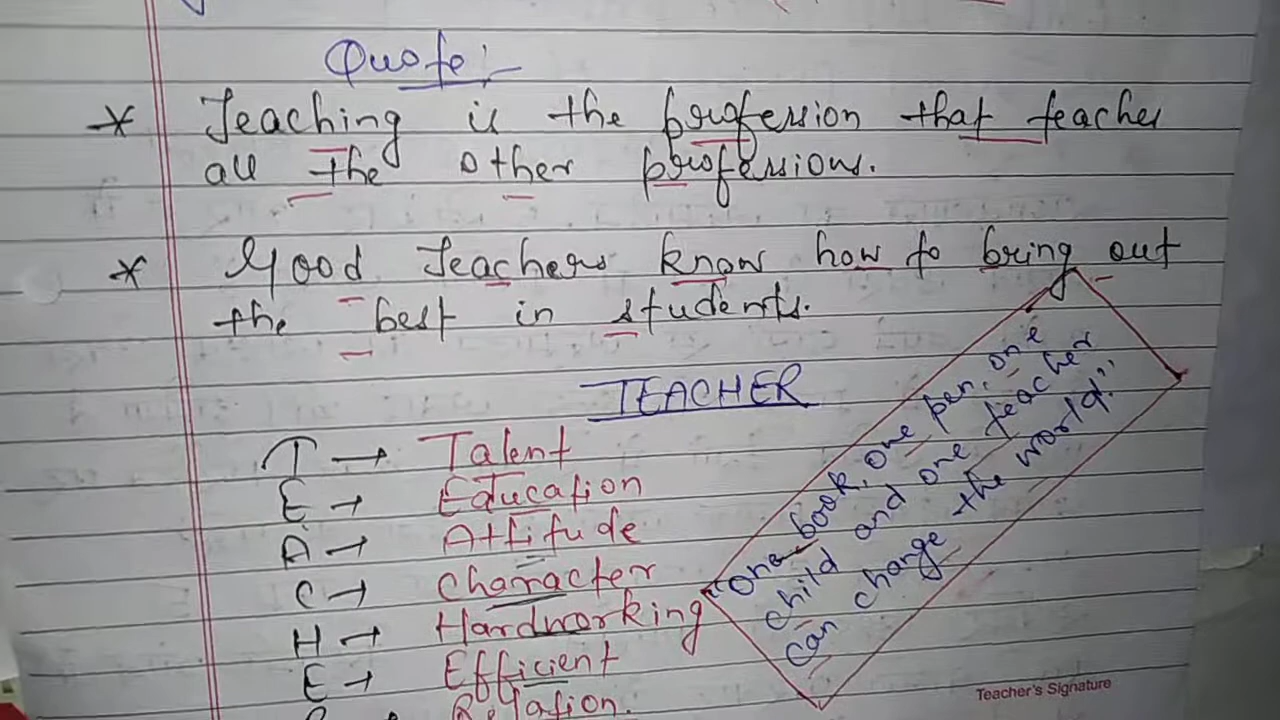 Quote:-
* Teaching is the profession that teaches
all the other professions.
* Good Teachers know how to bring out
the best in students.
TEACHER
T → Talent
E → Education
A → Attitude
C → Character
H → Hardworking
E → Efficient
R → Relation.
"One book, one pen, one
child and one teacher
can change the world!"
Teacher's Signature